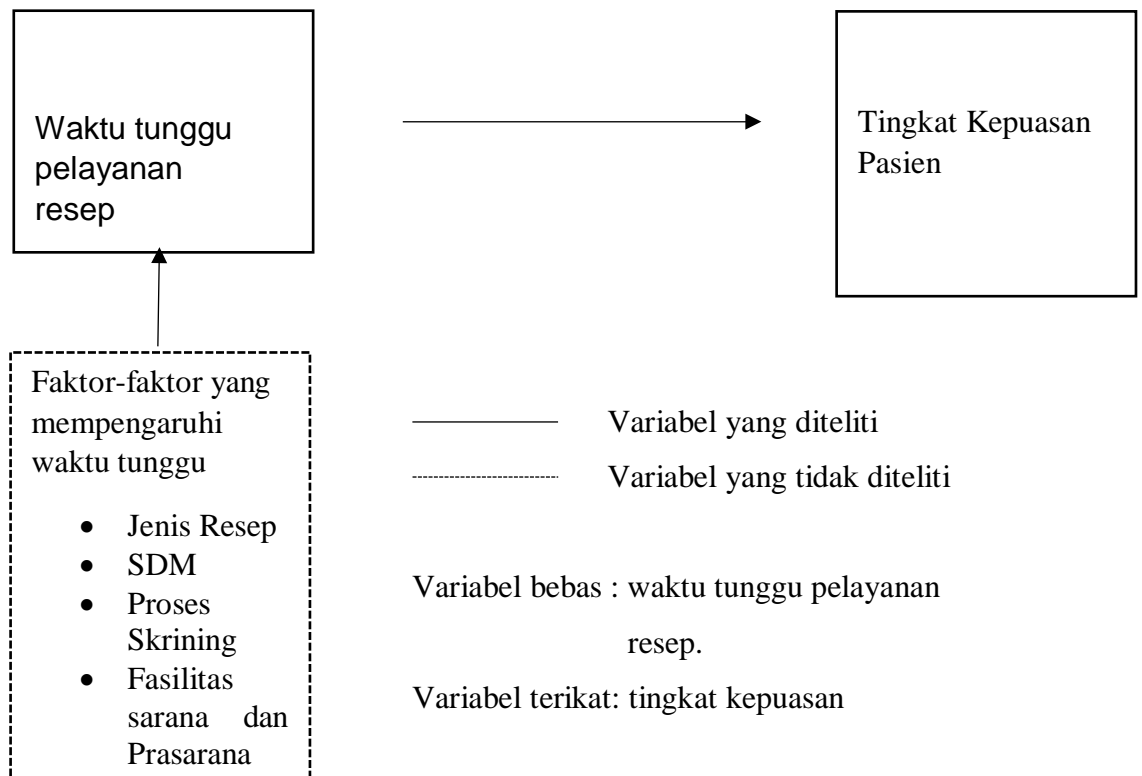 Waktu tunggu
pelayanan
resep
Tingkat Kepuasan
Pasien
Faktor-faktor yang
mempengaruhi
waktu tunggu
• Jenis Resep
• SDM
• Proses
Skrining
• Fasilitas
sarana dan
Prasarana
Variabel yang diteliti
Variabel yang tidak diteliti
Variabel bebas : waktu tunggu pelayanan
resep.
Variabel terikat: tingkat kepuasan